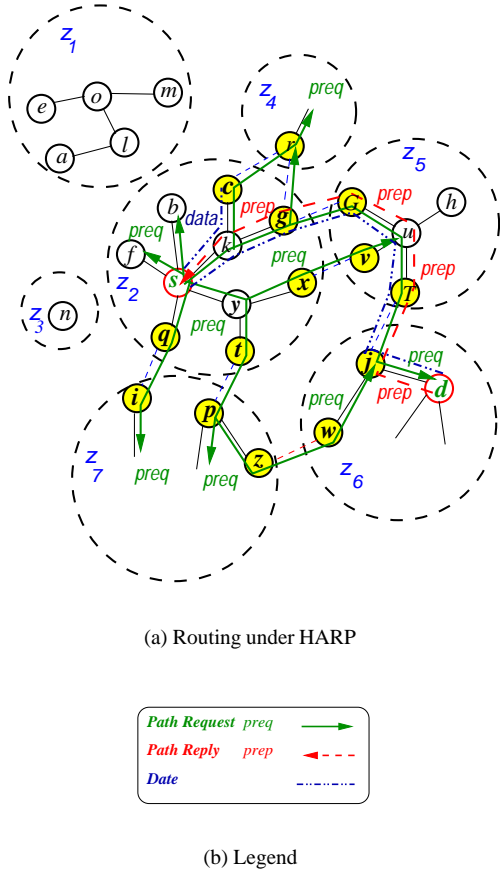 z1
e o m
a l
z4
preq
r
z5
c
b
data
prep
g
G
prep
h
u
preq
f
k
preq
z2
s
x
v
prep
T
y
preq
z3
n
q
t
j
preq
prep
d
i
p
preq
w
z
z7
preq
preq
z6
(a) Routing under HARP
Path Request preq
Path Reply prep
Date
(b) Legend